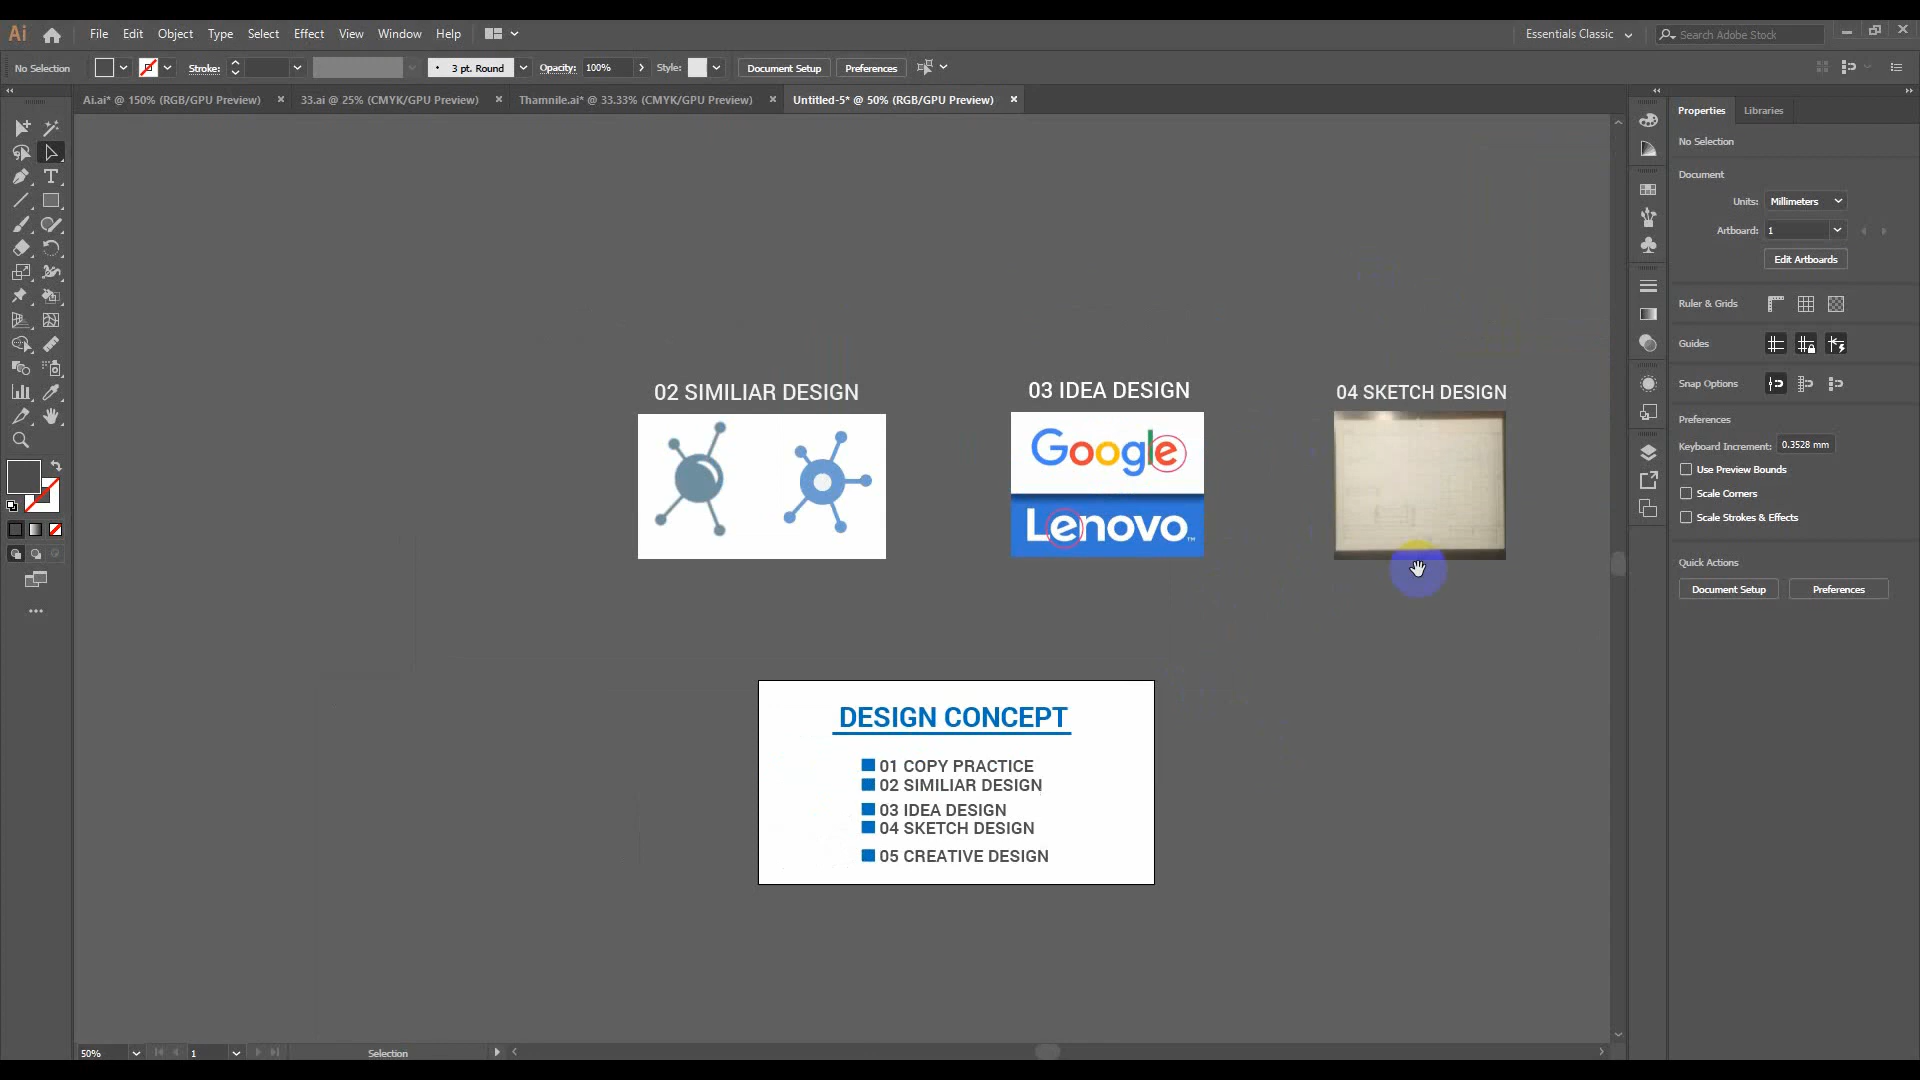 Ai
File Edit Object Type Select Effect View Window Help
Essentials Classic
Search Adobe Stock
No Selection
Stroke:
3 pt. Round
Opacity: 100%
Style:
Document Setup
Preferences
Ai.ai* @ 150% (RGB/GPU Preview)
33.ai @ 25% (CMYK/GPU Preview)
Thamnile.ai* @ 33.33% (CMYK/GPU Preview)
Untitled-5* @ 50% (RGB/GPU Preview)
Properties
Libraries
No Selection
Document
Units: Millimeters
Artboard: 1
Edit Artboards
Ruler & Grids
Guides
Snap Options
Preferences
Keyboard Increment: 0.3528 mm
Use Preview Bounds
Scale Corners
Scale Strokes & Effects
Quick Actions
Document Setup
Preferences
02 SIMILIAR DESIGN
03 IDEA DESIGN
04 SKETCH DESIGN
Google
Lenovo™
DESIGN CONCEPT
01 COPY PRACTICE
02 SIMILIAR DESIGN
03 IDEA DESIGN
04 SKETCH DESIGN
05 CREATIVE DESIGN
50%
1
Selection